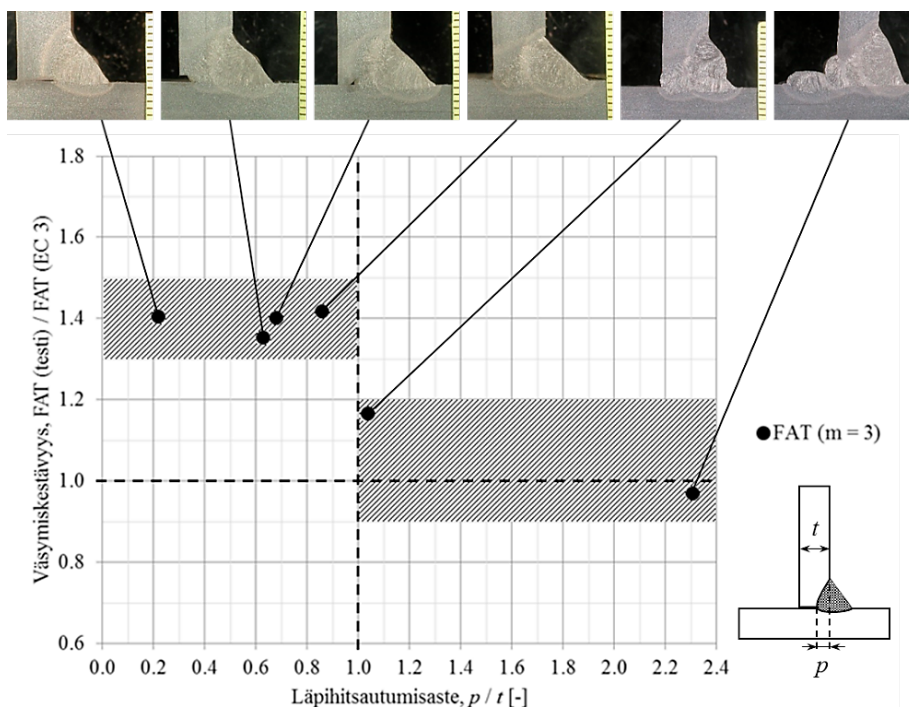 1.8
1.6
1.4
1.2
1.0
0.8
0.6
Väsymiskestävyys, FAT (testi) / FAT (EC 3)
0.0 0.2 0.4 0.6 0.8 1.0 1.2 1.4 1.6 1.8 2.0 2.2 2.4
Läpihitsautumisaste, p / t [-]
FAT (m = 3)
t
p